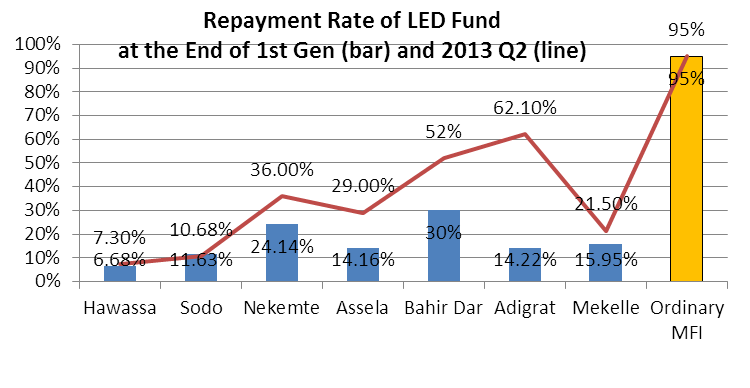 Repayment Rate of LED Fund
at the End of 1st Gen (bar) and 2013 Q2 (line)
100%
90%
80%
70%
60%
50%
40%
30%
20%
10%
0%
7.30%
10.68%
36.00%
29.00%
52%
62.10%
21.50%
95%
6.68%
11.63%
24.14%
14.16%
30%
14.22%
15.95%
95%
Hawassa
Sodo
Nekemte
Assela
Bahir Dar
Adigrat
Mekelle
Ordinary
MFI